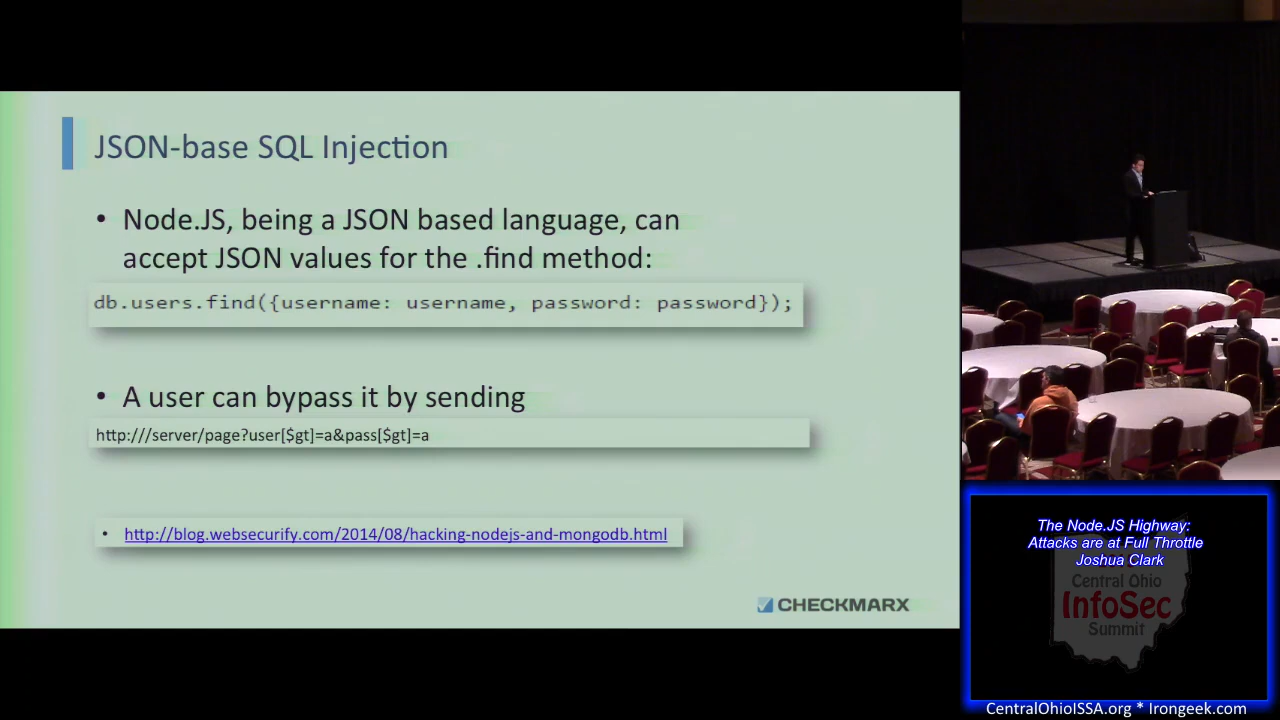 JSON-base SQL Injection
• Node.JS, being a JSON based language, can
accept JSON values for the .find method:
db.users.find({username: username, password: password});
• A user can bypass it by sending
http:///server/page?user[$gt]=a&pass[$gt]=a
• http://blog.websecurify.com/2014/08/hacking-nodejs-and-mongodb.html
CHECKMARX
The Node.JS Highway:
Attacks are at Full Throttle
Joshua Clark
Central Ohio
InfoSec
Summit
CentralOhioISSA.org * Irongeek.com